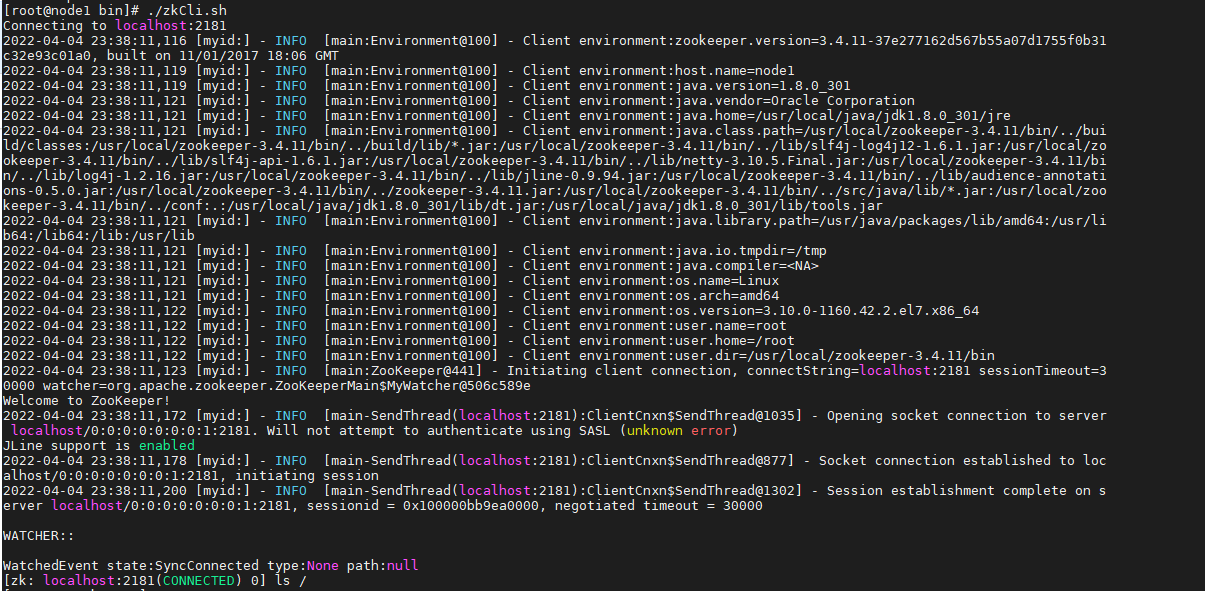 [root@node1 bin]# ./zkCli.sh
Connecting to localhost:2181
2022-04-04 23:38:11,116 [myid:] - INFO  [main:Environment@100] - Client environment:zookeeper.version=3.4.11-37e277162d567b55a07d1755f0b31
c32e93c01a0, built on 11/01/2017 18:06 GMT
2022-04-04 23:38:11,119 [myid:] - INFO  [main:Environment@100] - Client environment:host.name=node1
2022-04-04 23:38:11,119 [myid:] - INFO  [main:Environment@100] - Client environment:java.version=1.8.0_301
2022-04-04 23:38:11,121 [myid:] - INFO  [main:Environment@100] - Client environment:java.vendor=Oracle Corporation
2022-04-04 23:38:11,121 [myid:] - INFO  [main:Environment@100] - Client environment:java.home=/usr/local/java/jdk1.8.0_301/jre
2022-04-04 23:38:11,121 [myid:] - INFO  [main:Environment@100] - Client environment:java.class.path=/usr/local/zookeeper-3.4.11/bin/../bui
ld/classes:/usr/local/zookeeper-3.4.11/bin/../build/lib/*.jar:/usr/local/zookeeper-3.4.11/bin/../lib/slf4j-log4j12-1.6.1.jar:/usr/local/zo
okeeper-3.4.11/bin/../lib/slf4j-api-1.6.1.jar:/usr/local/zookeeper-3.4.11/bin/../lib/netty-3.10.5.Final.jar:/usr/local/zookeeper-3.4.11/bi
n/../lib/log4j-1.2.16.jar:/usr/local/zookeeper-3.4.11/bin/../lib/jline-0.9.94.jar:/usr/local/zookeeper-3.4.11/bin/../lib/audience-annotati
ons-0.5.0.jar:/usr/local/zookeeper-3.4.11/bin/../zookeeper-3.4.11.jar:/usr/local/zookeeper-3.4.11/bin/../src/java/lib/*.jar:/usr/local/zoo
keeper-3.4.11/bin/../conf:.:/usr/local/java/jdk1.8.0_301/lib/dt.jar:/usr/local/java/jdk1.8.0_301/lib/tools.jar
2022-04-04 23:38:11,121 [myid:] - INFO  [main:Environment@100] - Client environment:java.library.path=/usr/java/packages/lib/amd64:/usr/li
b64:/lib64:/lib:/usr/lib
2022-04-04 23:38:11,121 [myid:] - INFO  [main:Environment@100] - Client environment:java.io.tmpdir=/tmp
2022-04-04 23:38:11,121 [myid:] - INFO  [main:Environment@100] - Client environment:java.compiler=<NA>
2022-04-04 23:38:11,121 [myid:] - INFO  [main:Environment@100] - Client environment:os.name=Linux
2022-04-04 23:38:11,121 [myid:] - INFO  [main:Environment@100] - Client environment:os.arch=amd64
2022-04-04 23:38:11,122 [myid:] - INFO  [main:Environment@100] - Client environment:os.version=3.10.0-1160.42.2.el7.x86_64
2022-04-04 23:38:11,122 [myid:] - INFO  [main:Environment@100] - Client environment:user.name=root
2022-04-04 23:38:11,122 [myid:] - INFO  [main:Environment@100] - Client environment:user.home=/root
2022-04-04 23:38:11,122 [myid:] - INFO  [main:Environment@100] - Client environment:user.dir=/usr/local/zookeeper-3.4.11/bin
2022-04-04 23:38:11,123 [myid:] - INFO  [main:ZooKeeper@441] - Initiating client connection, connectString=localhost:2181 sessionTimeout=3
0000 watcher=org.apache.zookeeper.ZooKeeperMain$MyWatcher@506c589e
Welcome to ZooKeeper!
2022-04-04 23:38:11,172 [myid:] - INFO  [main-SendThread(localhost:2181):ClientCnxn$SendThread@1035] - Opening socket connection to server
 localhost/0:0:0:0:0:0:0:1:2181. Will not attempt to authenticate using SASL (unknown error)
JLine support is enabled
2022-04-04 23:38:11,178 [myid:] - INFO  [main-SendThread(localhost:2181):ClientCnxn$SendThread@877] - Socket connection established to loc
alhost/0:0:0:0:0:0:0:1:2181, initiating session
2022-04-04 23:38:11,200 [myid:] - INFO  [main-SendThread(localhost:2181):ClientCnxn$SendThread@1302] - Session establishment complete on s
erver localhost/0:0:0:0:0:0:0:1:2181, sessionid = 0x100000bb9ea0000, negotiated timeout = 30000
WATCHER::
WatchedEvent state:SyncConnected type:None path:null
[zk: localhost:2181(CONNECTED) 0] ls /